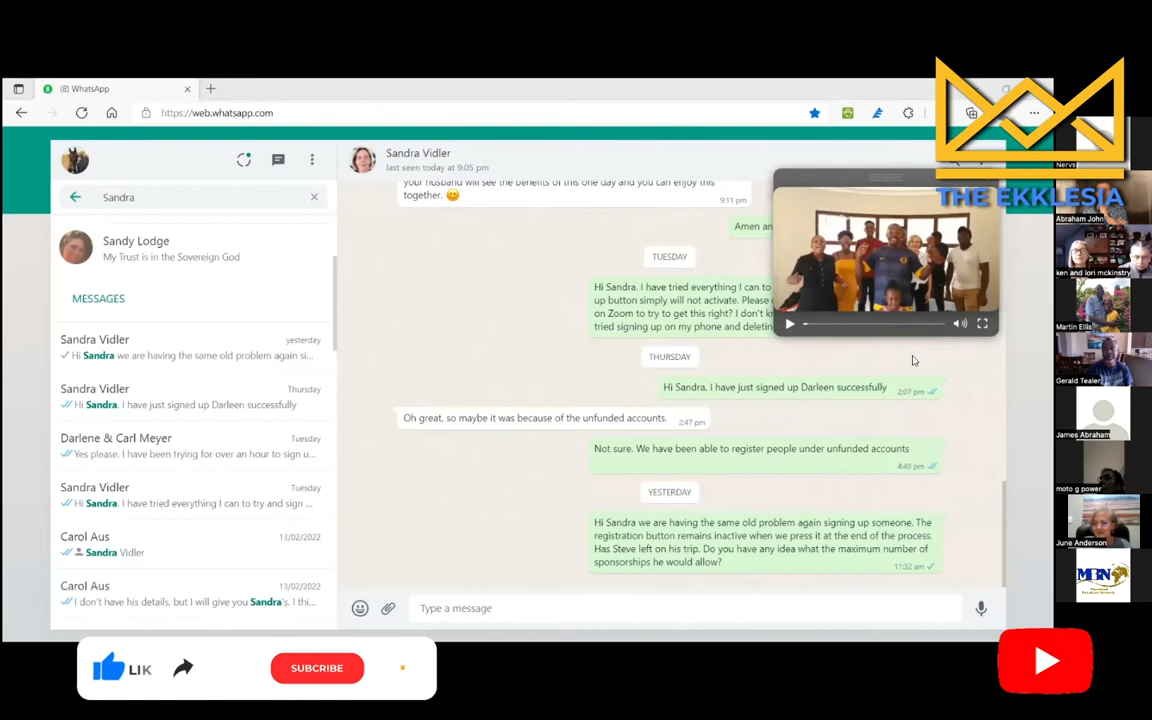 (8) WhatsApp
https://web.whatsapp.com
THE EKKLESIA
Sandra
Sandy Lodge
My Trust is in the Sovereign God
MESSAGES
Sandra Vidler
yesterday
Hi Sandra we are having the same old problem again si...
Sandra Vidler
Thursday
Hi Sandra. I have just signed up Darleen successfully
Darlene & Carl Meyer
Tuesday
Yes please. I have been trying for over an hour to sign u...
Sandra Vidler
Tuesday
Hi Sandra. I have tried everything I can to try and sign ...
Carol Aus
13/02/2022
Sandra Vidler
Carol Aus
13/02/2022
I don't have his details, but I will give you Sandra's. I thi...
Sandra Vidler
last seen today at 9:05 pm
your husband will see the benefits of this one day and you can enjoy this
together. 😊
9:11 pm
Amen an
TUESDAY
Hi Sandra. I have tried everything I can to
up button simply will not activate. Please
on Zoom to try to get this right? I don't k
tried signing up on my phone and deletin
THURSDAY
Hi Sandra. I have just signed up Darleen successfully
2:07 pm
Oh great, so maybe it was because of the unfunded accounts.
2:47 pm
Not sure. We have been able to register people under unfunded accounts
4:48 pm
YESTERDAY
Hi Sandra we are having the same old problem again signing up someone. The
registration button remains inactive when we press it at the end of the process.
Has Steve left on his trip. Do you have any idea what the maximum number of
sponsorships he would allow?
11:32 am
Type a message
Nervs
Abraham John
ken and lori mckinstry
Martin Ellis
Gerald Tealer
James Abraham
moto g power
June Anderson
MBN
LIK
SUBCRIBE